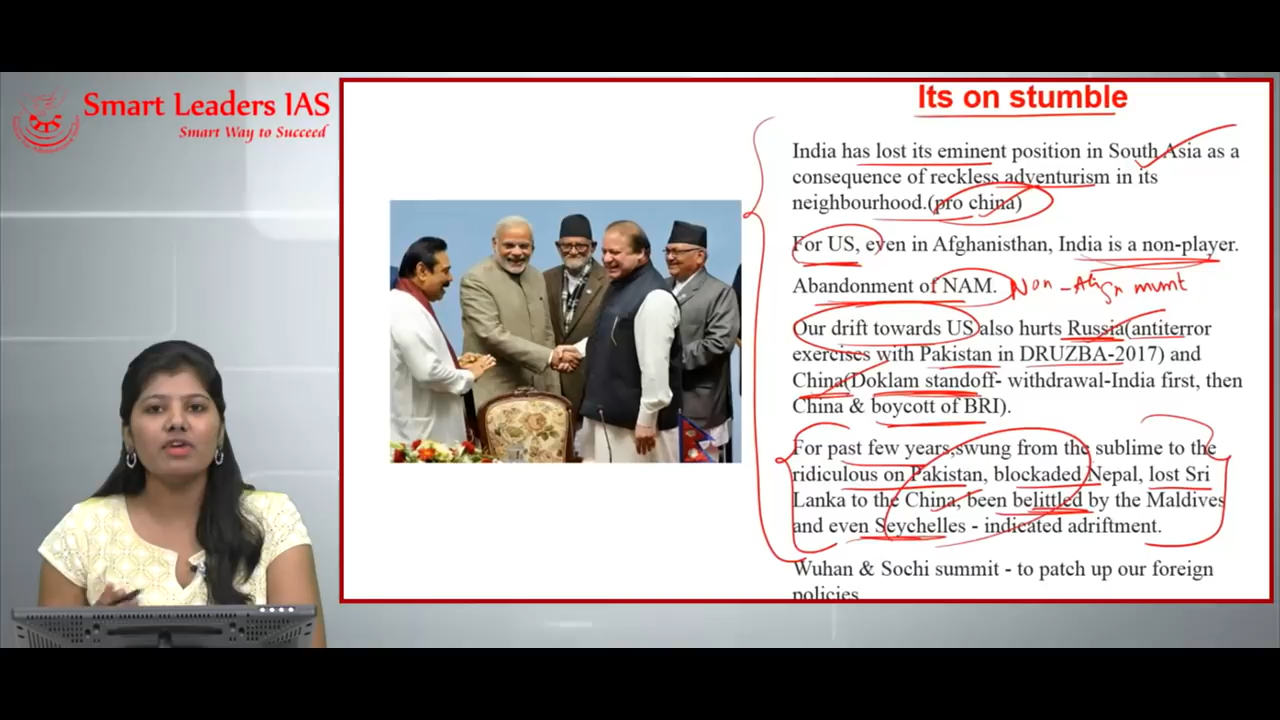 Smart Leaders IAS
Smart Way to Succeed
Its on stumble
India has lost its eminent position in South Asia as a
consequence of reckless adventurism in its
neighbourhood.(pro china)
For US, even in Afghanisthan, India is a non-player.
Abandonment of NAM. Non-Alignment
Our drift towards US also hurts Russia(antiterror
exercises with Pakistan in DRUZBA-2017) and
China(Doklam standoff- withdrawal-India first, then
China & boycott of BRI).
For past few years,swung from the sublime to the
ridiculous on Pakistan, blockaded Nepal, lost Sri
Lanka to the China, been belittled by the Maldives
and even Seychelles - indicated adriftment.
Wuhan & Sochi summit - to patch up our foreign
policies